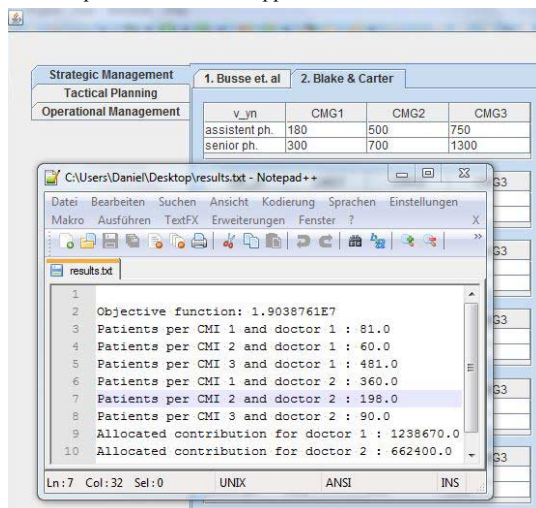 Strategic Management
Tactical Planning
Operational Management
1. Busse et. al 2. Blake & Carter
v_yn CMG1 CMG2 CMG3
assistent ph. 180 500 750
senior ph. 300 700 1300
C:\Users\Daniel\Desktop\results.txt - Notepad++
Datei Bearbeiten Suchen Ansicht Kodierung Sprachen Einstellungen
Makro Ausführen TextFX Erweiterungen Fenster ? X
results.txt
1
2 Objective function: 1.9038761E7
3 Patients per CMI 1 and doctor 1 : 81.0
4 Patients per CMI 2 and doctor 1 : 60.0
5 Patients per CMI 3 and doctor 1 : 481.0
6 Patients per CMI 1 and doctor 2 : 360.0
7 Patients per CMI 2 and doctor 2 : 198.0
8 Patients per CMI 3 and doctor 2 : 90.0
9 Allocated contribution for doctor 1 : 1238670.0
10 Allocated contribution for doctor 2 : 662400.0
Ln : 7 Col : 32 Sel : 0 UNIX ANSI INS
G3
G3
G3
G3
G3